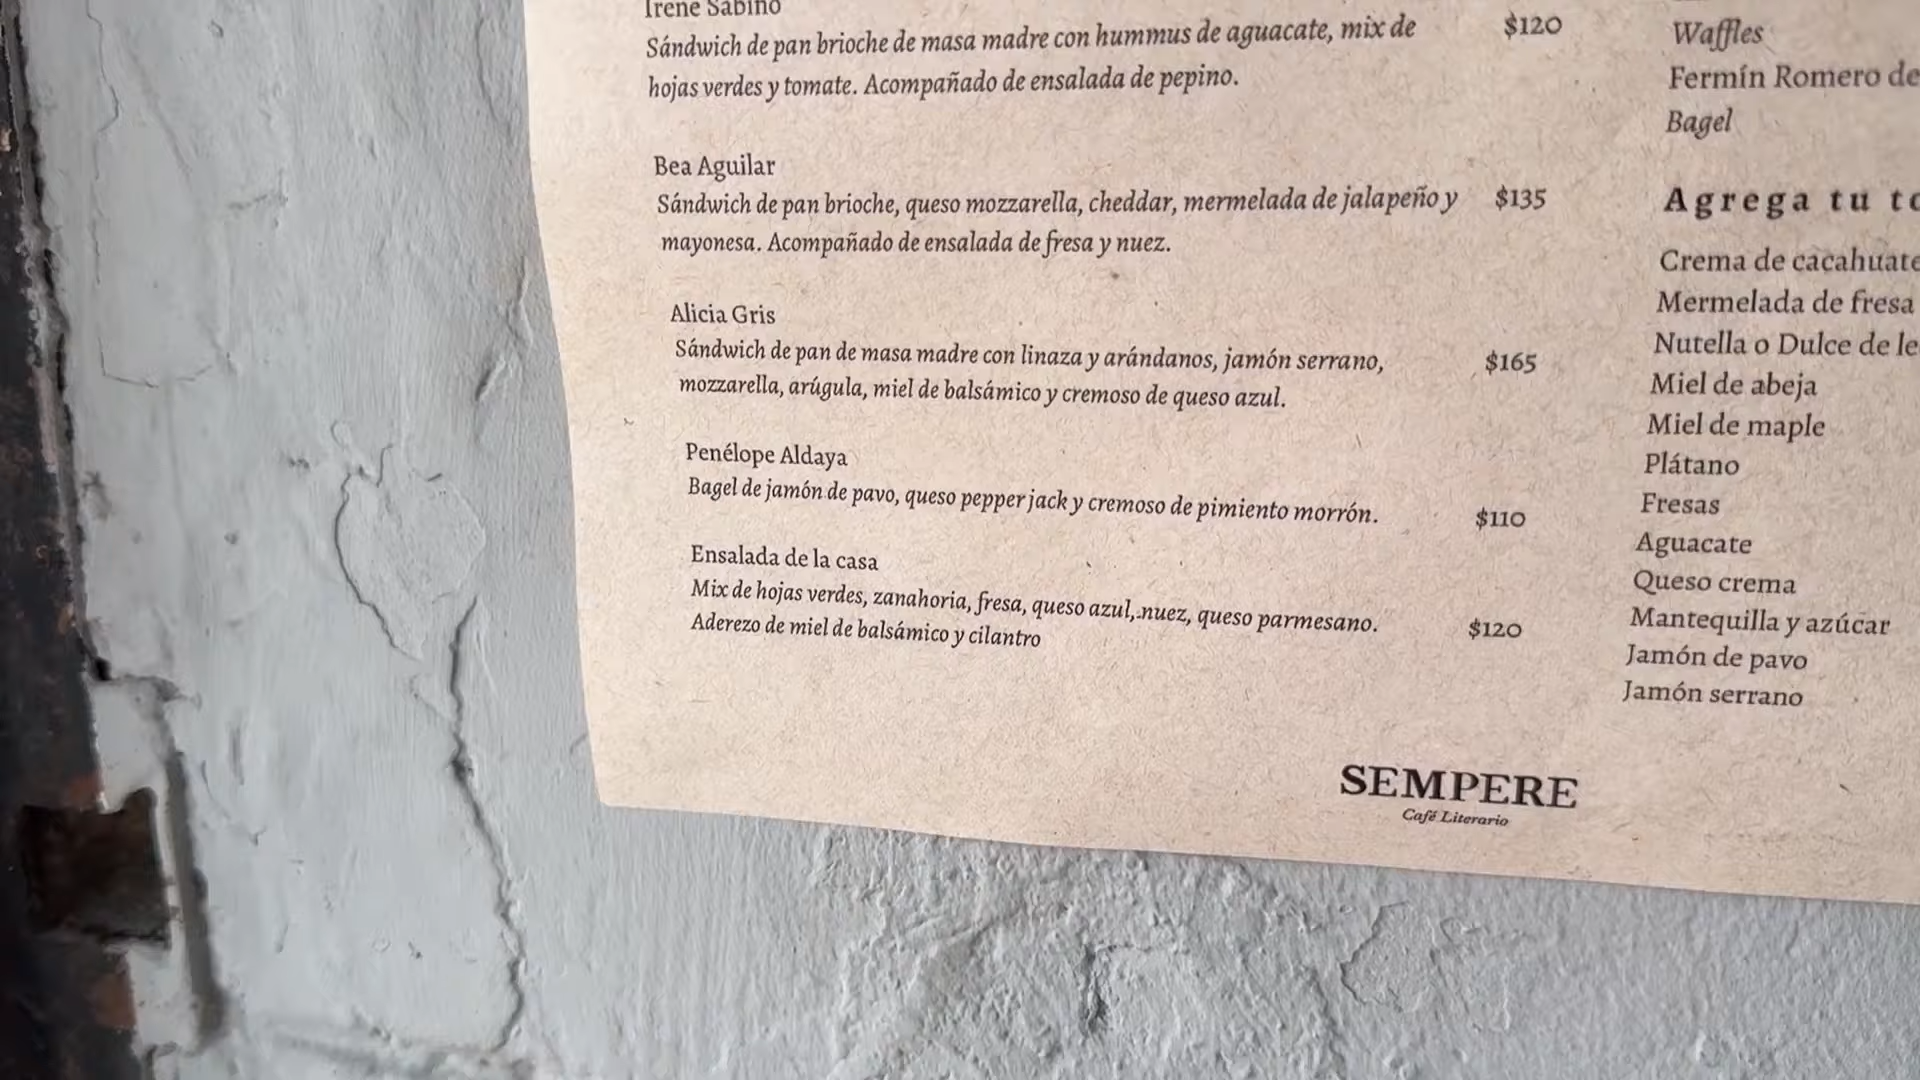 Irene Sabino
Sándwich de pan brioche de masa madre con hummus de aguacate, mix de
hojas verdes y tomate. Acompañado de ensalada de pepino.
$120
Bea Aguilar
Sándwich de pan brioche, queso mozzarella, cheddar, mermelada de jalapeño y
mayonesa. Acompañado de ensalada de fresa y nuez.
$135
Alicia Gris
Sándwich de pan de masa madre con linaza y arándanos, jamón serrano,
mozzarella, arúgula, miel de balsámico y cremoso de queso azul.
$165
Penélope Aldaya
Bagel de jamón de pavo, queso pepper jack y cremoso de pimiento morrón.
$110
Ensalada de la casa
Mix de hojas verdes, zanahoria, fresa, queso azul, nuez, queso parmesano.
Aderezo de miel de balsámico y cilantro
$120
Waffles
Fermín Romero de
Bagel
Agrega tu
Crema de cacahuate
Mermelada de fresa
Nutella o Dulce de
Miel de abeja
Miel de maple
Plátano
Fresas
Aguacate
Queso crema
Mantequilla y azúcar
Jamón de pavo
Jamón serrano
SEMPERE
Café Literario